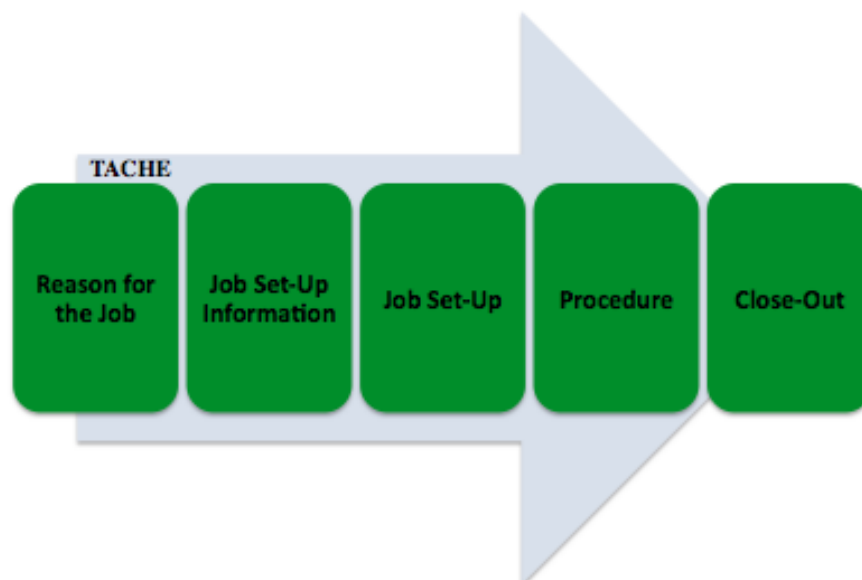 TACHE
Reason for
the Job
Job Set-Up
Information
Job Set-Up
Procedure
Close-Out